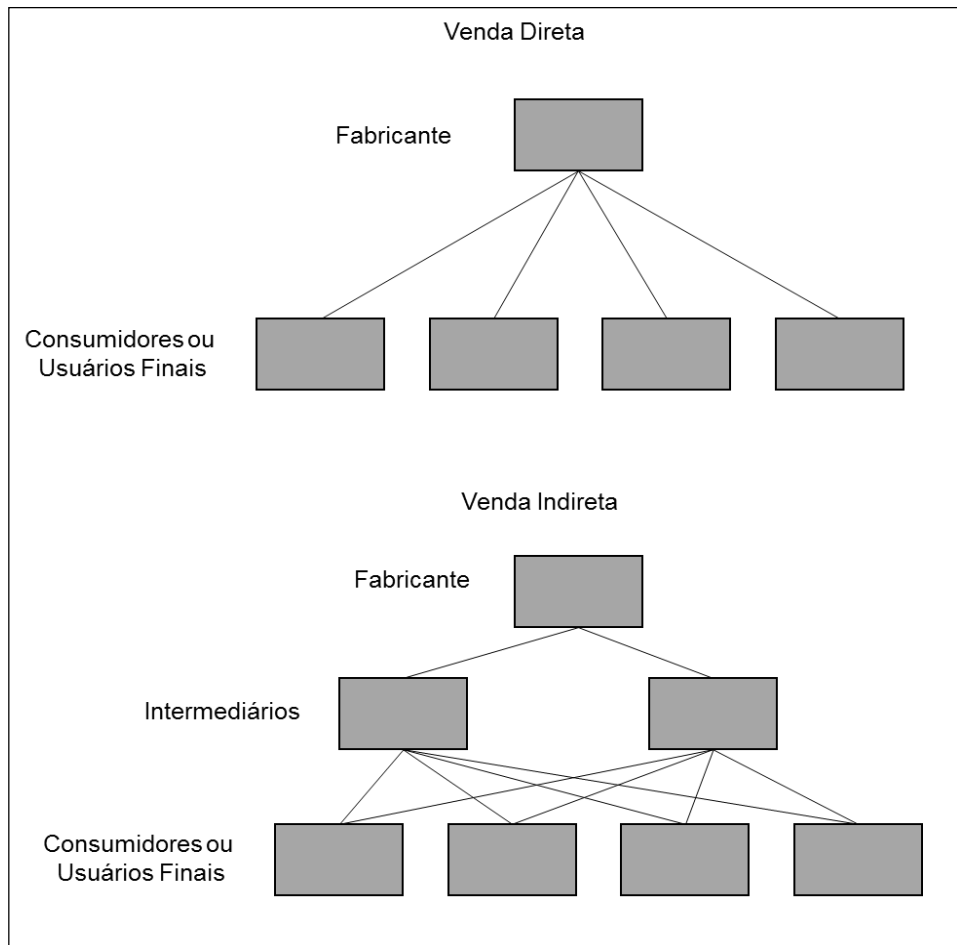 Venda Direta
Fabricante
Consumidores ou
Usuários Finais
Venda Indireta
Fabricante
Intermediários
Consumidores ou
Usuários Finais